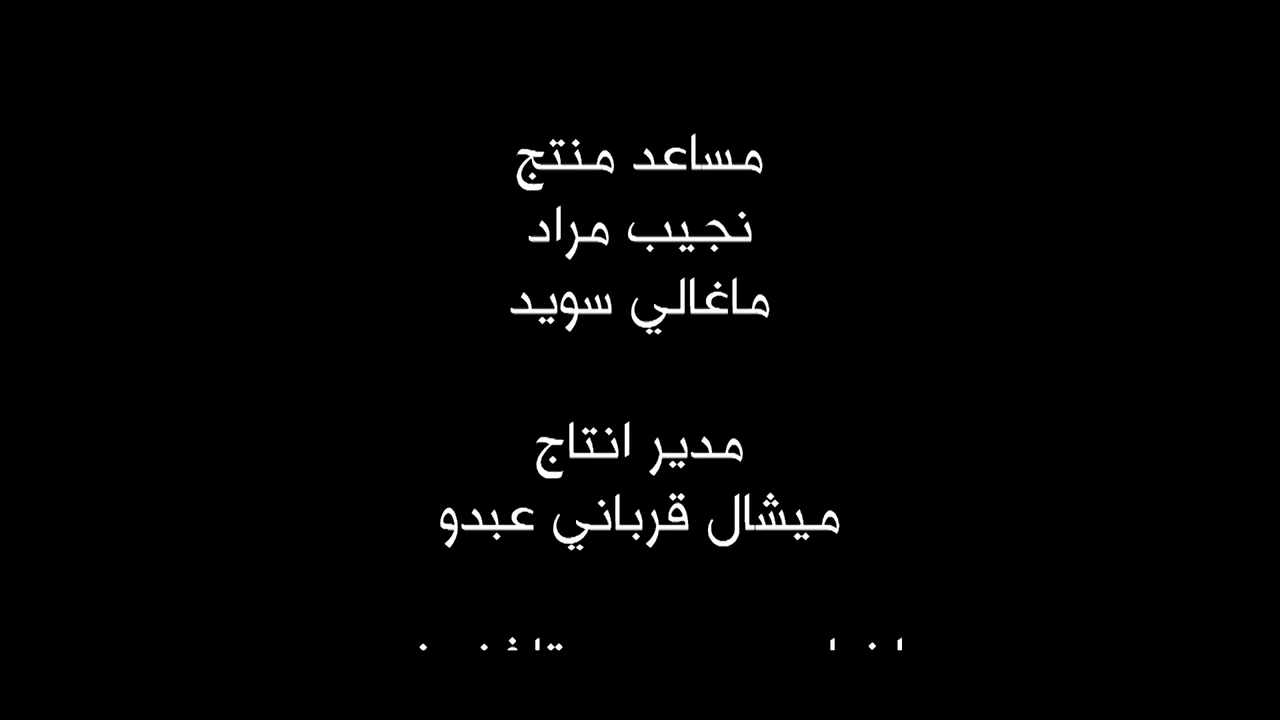 مساعد منتج
نجيب مراد
ماغالي سويد
مدير انتاج
ميشال قرباني عبدو